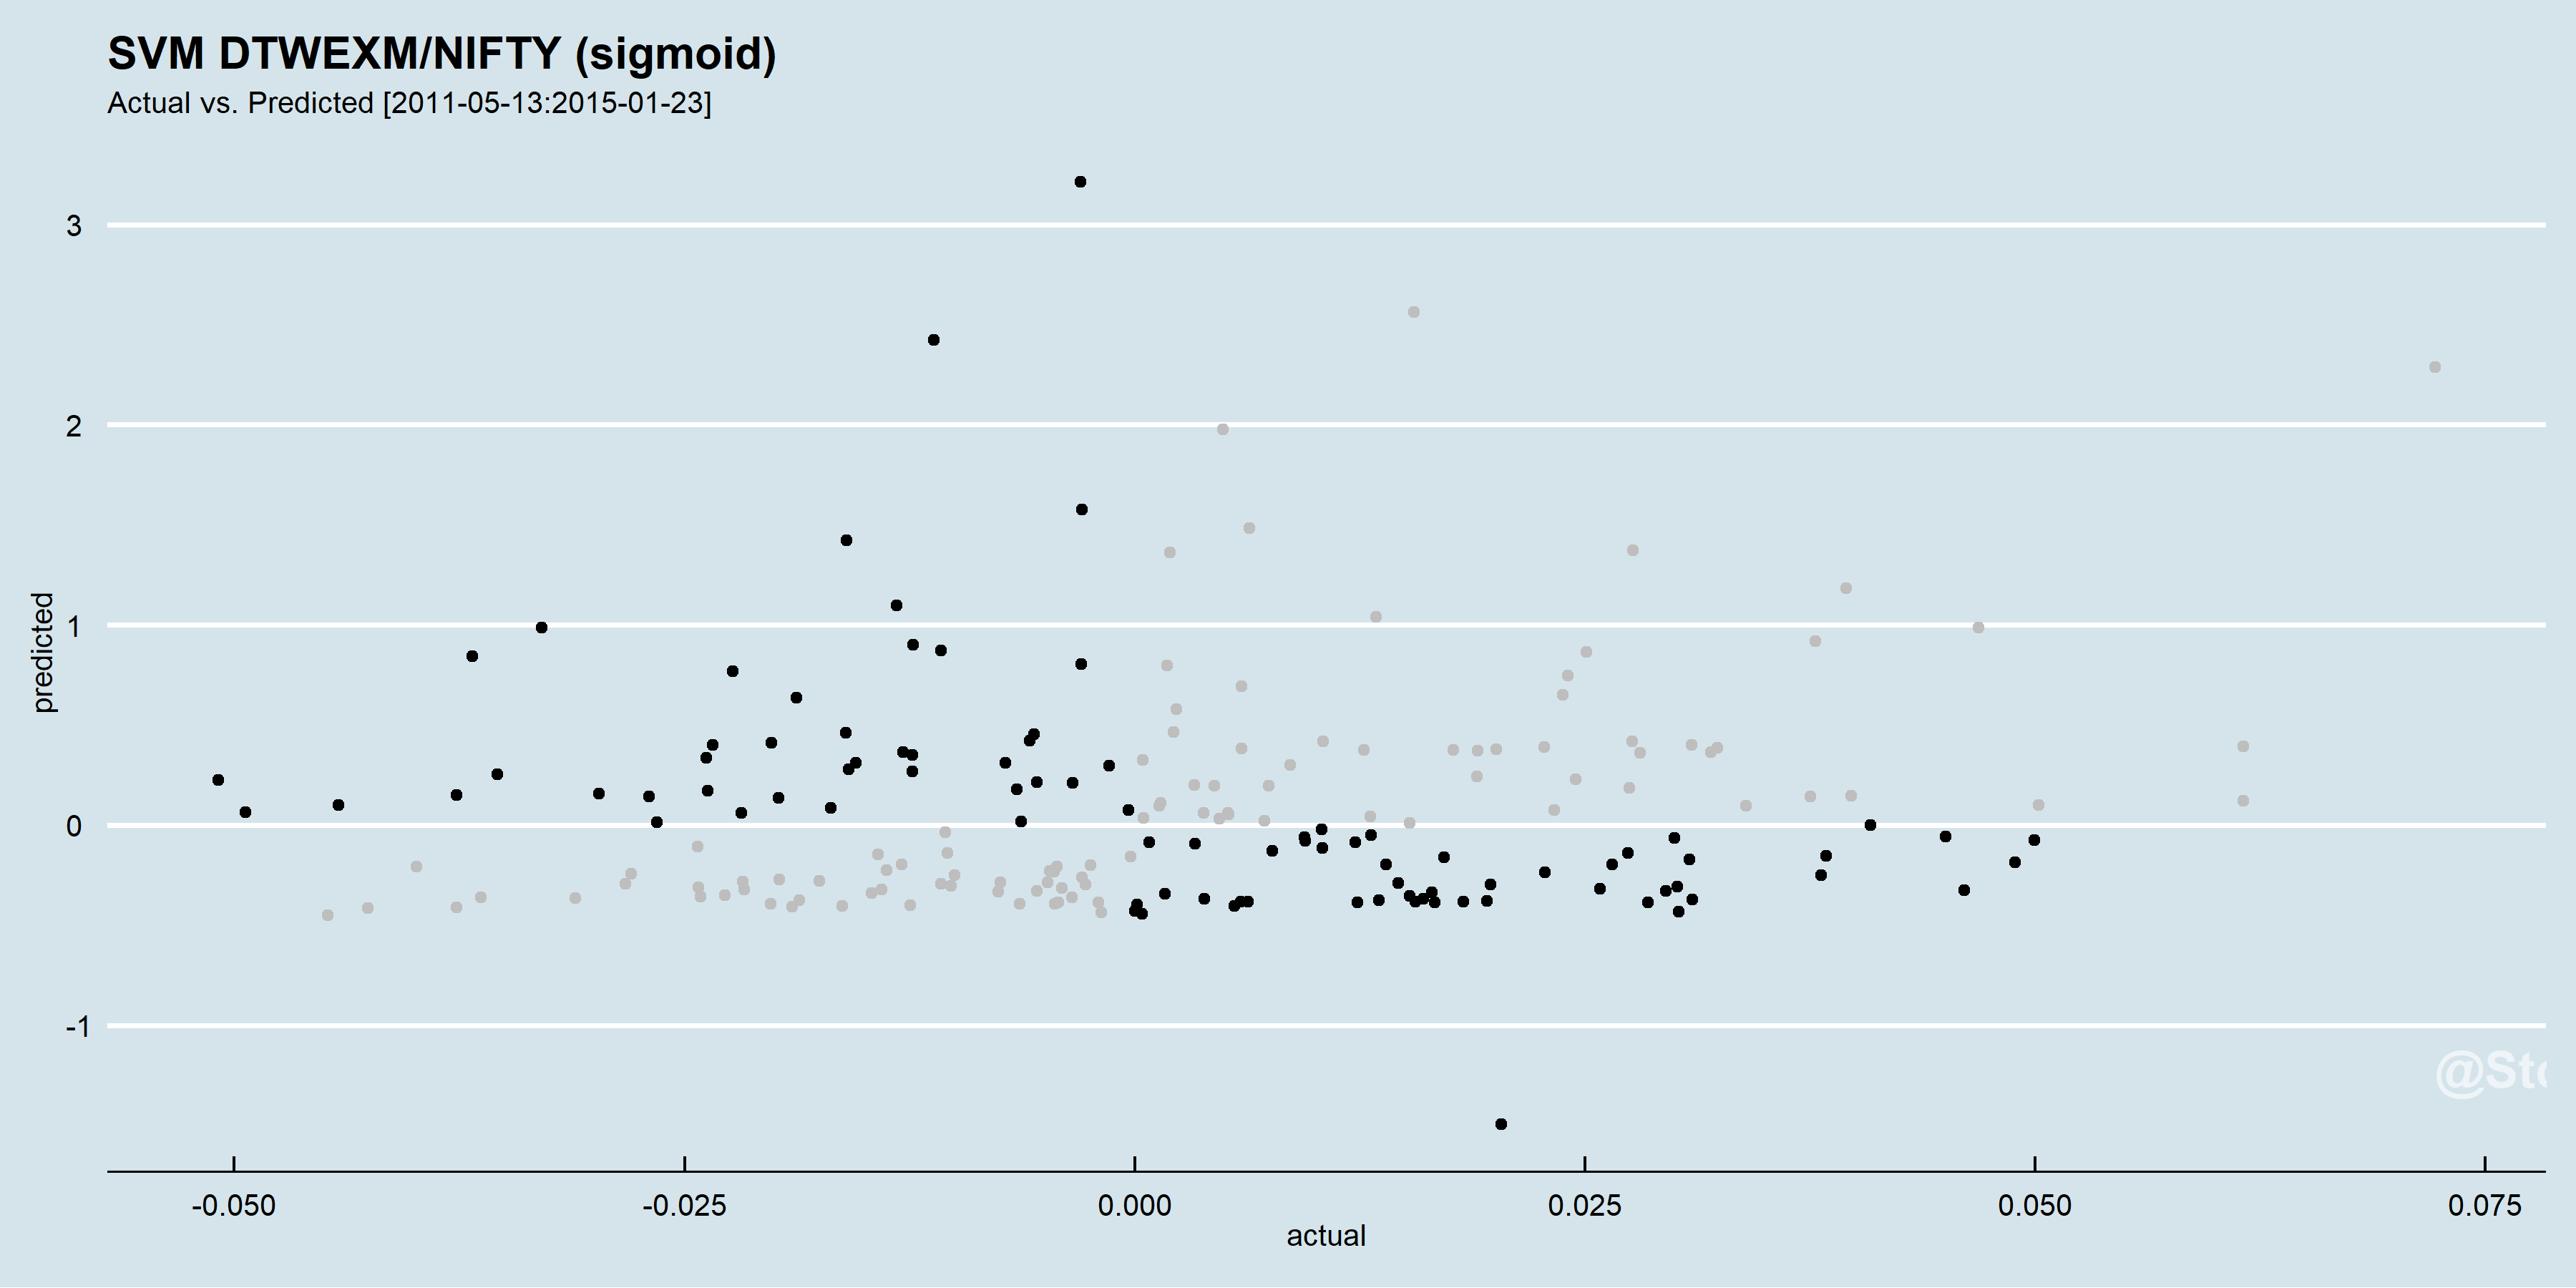 SVM DTWEXM/NIFTY (sigmoid)
Actual vs. Predicted [2011-05-13:2015-01-23]
3
2
1
0
-1
predicted
-0.050 -0.025 0.000 0.025 0.050 0.075
actual